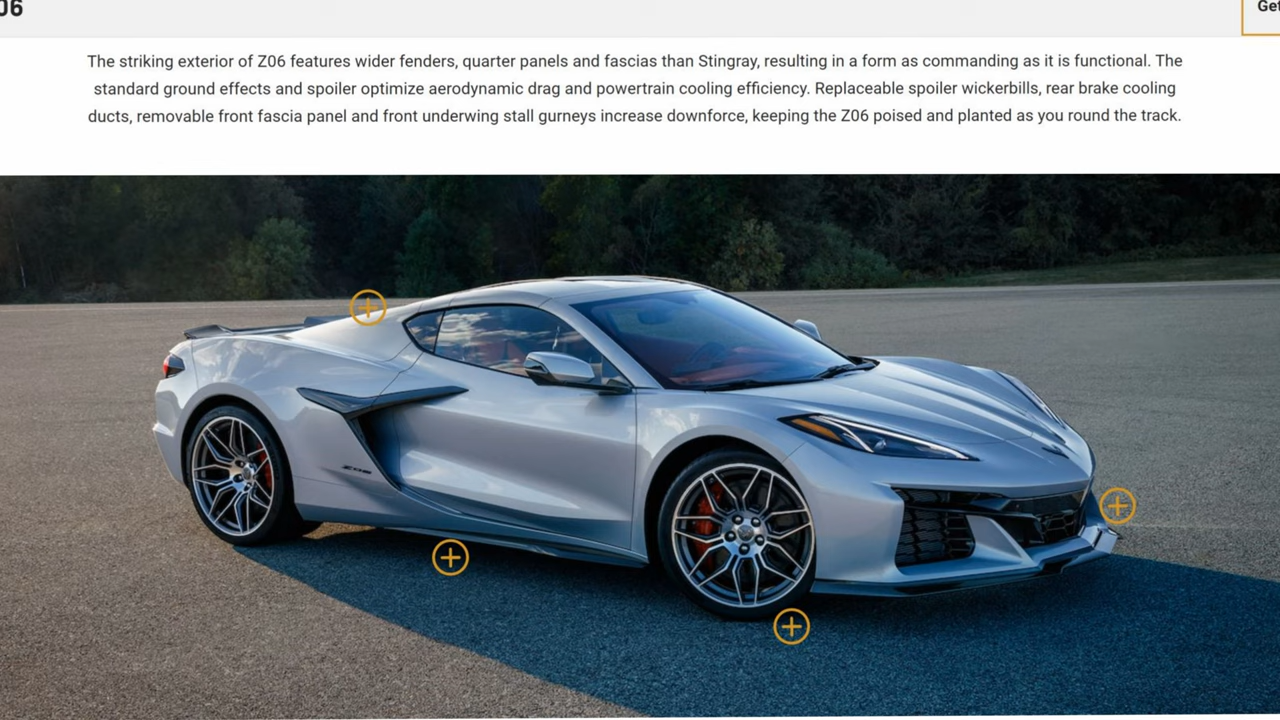 06
Get
The striking exterior of Z06 features wider fenders, quarter panels and fascias than Stingray, resulting in a form as commanding as it is functional. The
standard ground effects and spoiler optimize aerodynamic drag and powertrain cooling efficiency. Replaceable spoiler wickerbills, rear brake cooling
ducts, removable front fascia panel and front underwing stall gurneys increase downforce, keeping the Z06 poised and planted as you round the track.
Z06